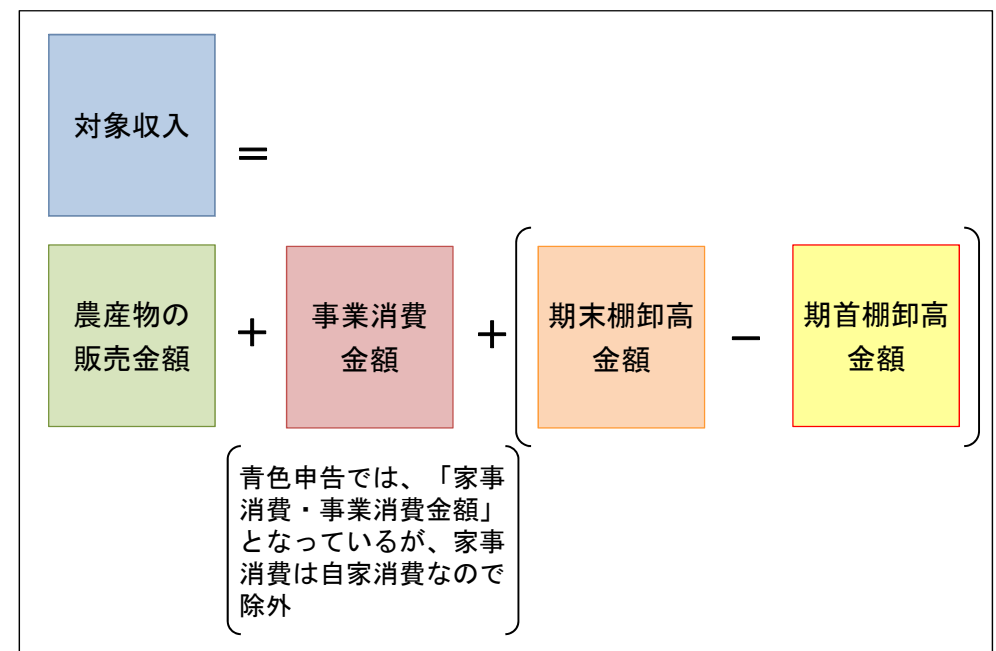 対象収入
＝
農産物の
販売金額
＋
事業消費
金額
＋
期末棚卸高
金額
－
期首棚卸高
金額
青色申告では、「家事
消費・事業消費金額」
となっているが、家事
消費は自家消費なので
除外